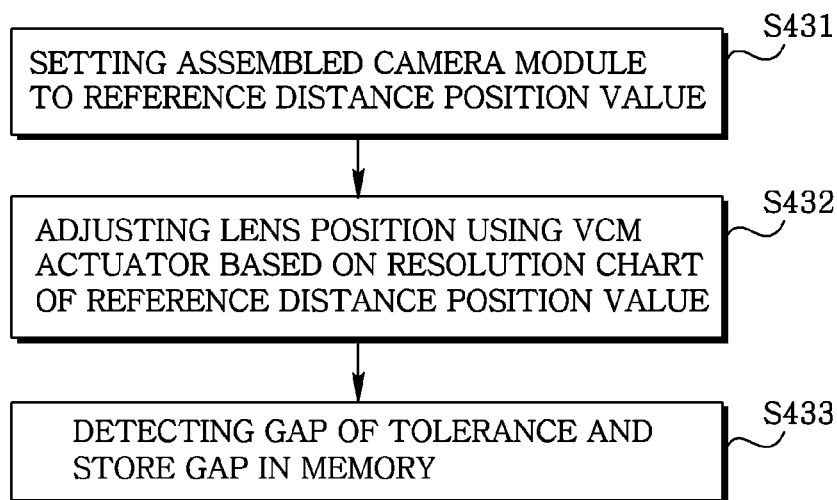 S431
SETTING ASSEMBLED CAMERA MODULE
TO REFERENCE DISTANCE POSITION VALUE
S432
ADJUSTING LENS POSITION USING VCM
ACTUATOR BASED ON RESOLUTION CHART
OF REFERENCE DISTANCE POSITION VALUE
S433
DETECTING GAP OF TOLERANCE AND
STORE GAP IN MEMORY